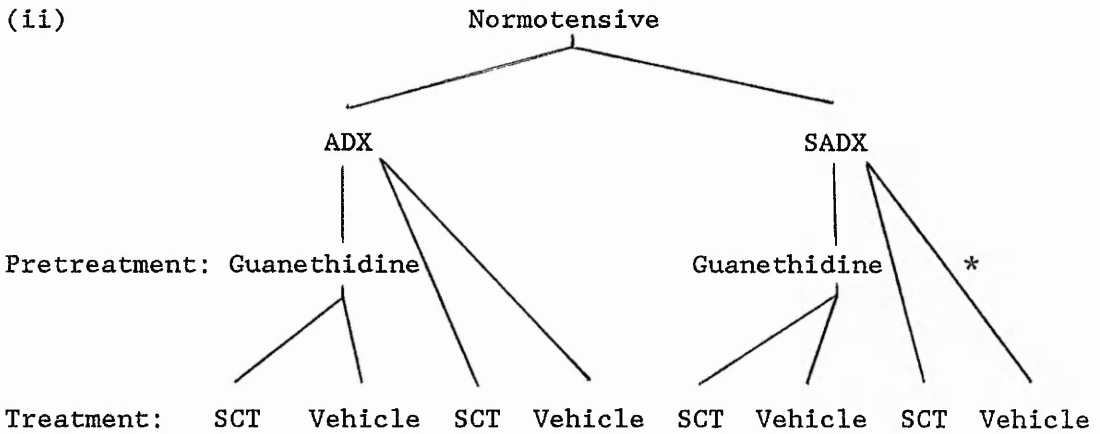 (ii) Normotensive
ADX SADX
Pretreatment: Guanethidine Guanethidine *
Treatment: SCT Vehicle SCT Vehicle SCT Vehicle SCT Vehicle